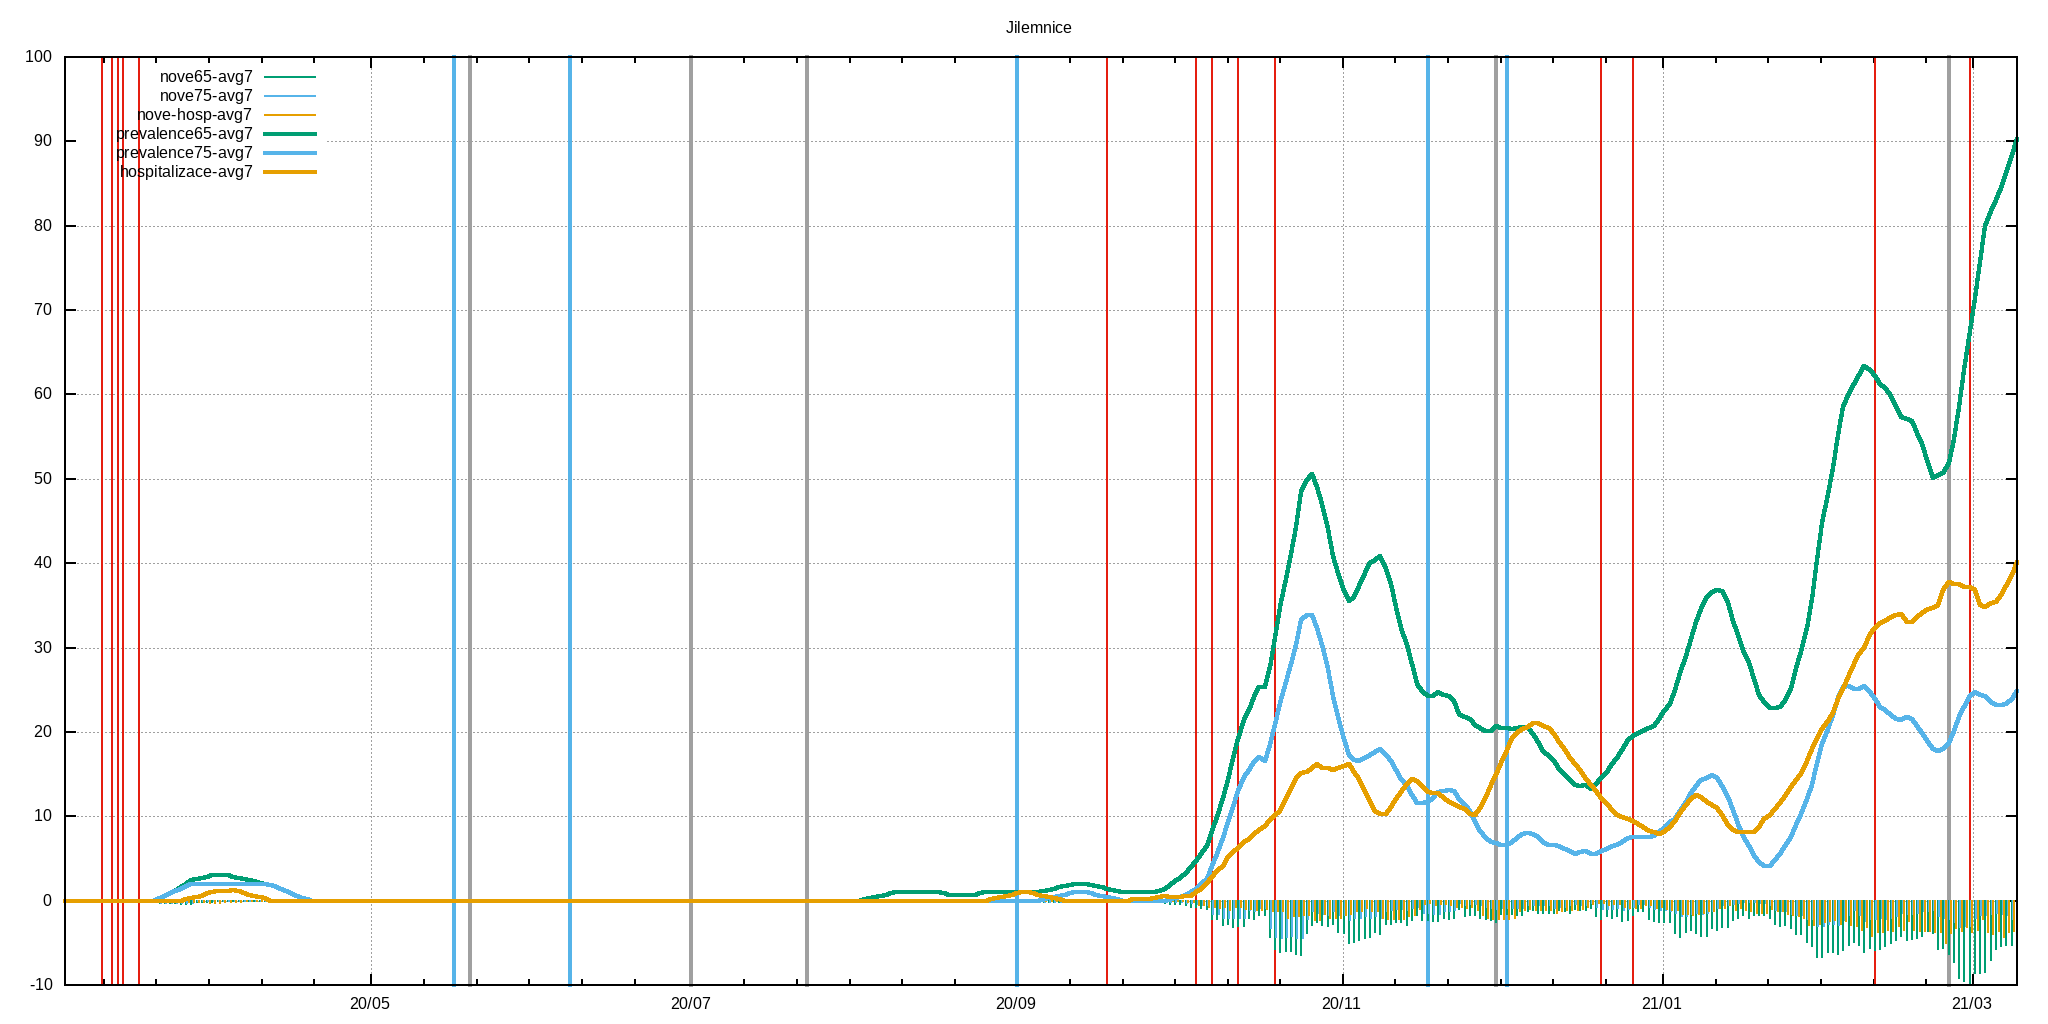 Jilemnice
100
nove65-avg7
nove75-avg7
nove-hosp-avg7
prevalence65-avg7
prevalence75-avg7
hospitalizace-avg7
90
80
70
60
50
40
30
20
10
0
-10
20/05 20/07 20/09 20/11 21/01 21/03